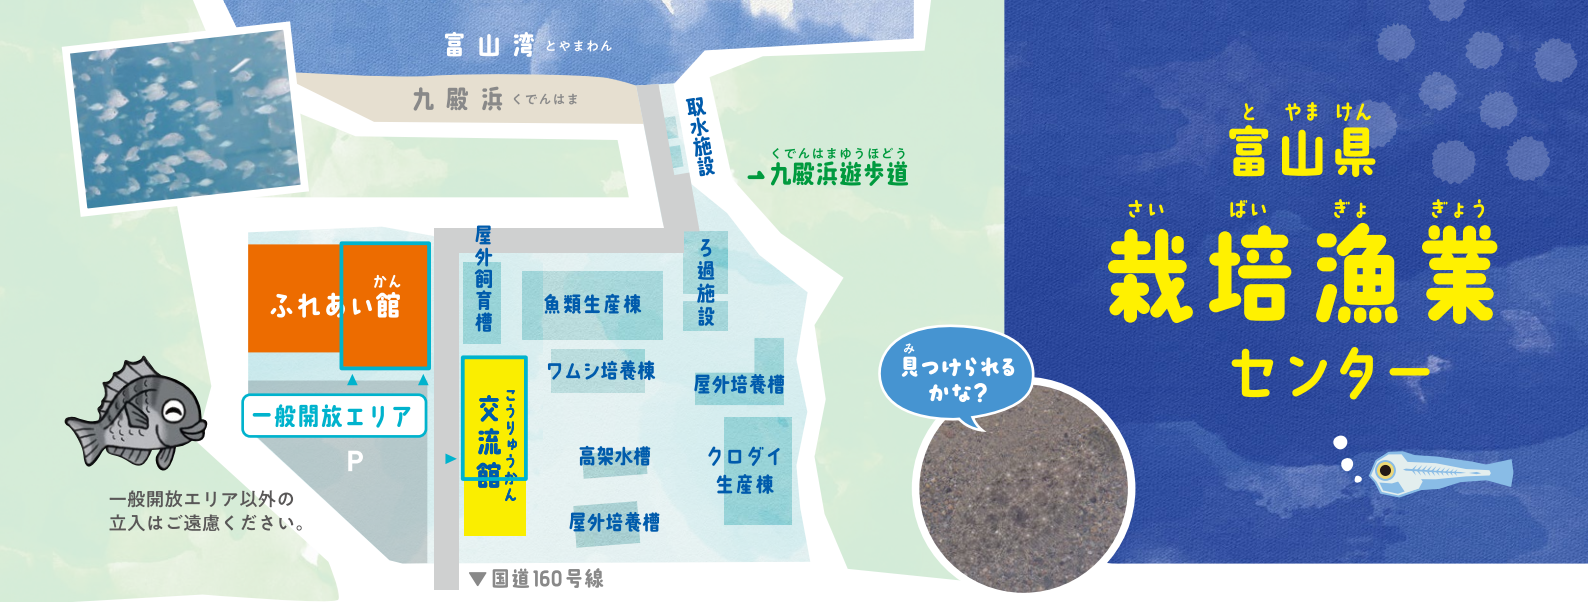 富山湾 とやまわん
九殿浜 くでんはま
取水施設
くでんはまゆうほどう
→九殿浜遊歩道
屋外飼育槽
ろ過施設
かん
ふれあい館
魚類生産棟
ワムシ培養棟
屋外培養槽
一般開放エリア
P
交流館
こうりゅうかん
高架水槽
クロダイ
生産棟
屋外培養槽
一般開放エリア以外の
立入はご遠慮ください。
▼国道160号線
み
見つけられる
かな?
と やま けん
富山県
さい ばい ぎょ ぎょう
栽培漁業
センター